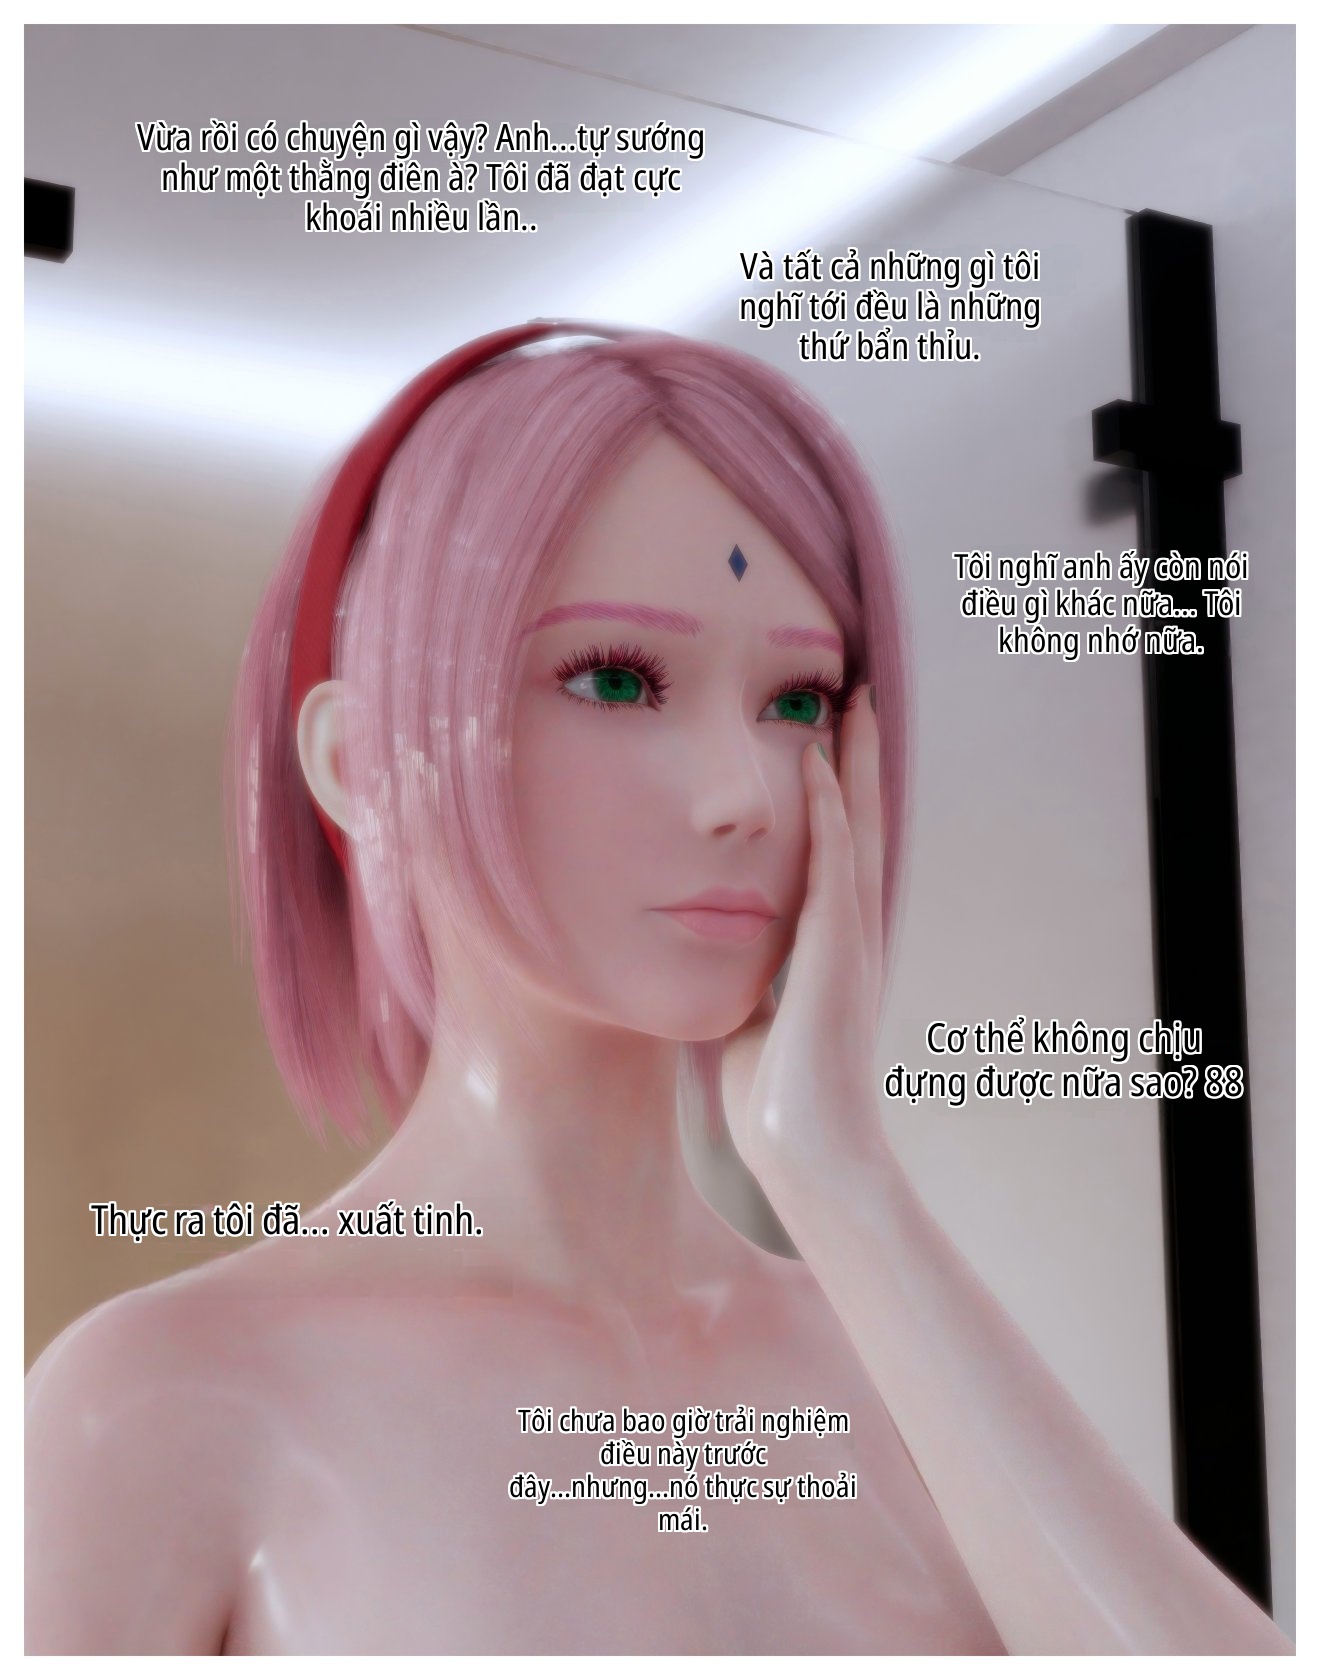 Vừa rồi có chuyện gì vậy? Anh...tự sướng
như một thằng điên à? Tôi đã đạt cực
khoái nhiều lần..
Và tất cả những gì tôi
nghĩ tới đều là những
thứ bẩn thỉu.
Tôi nghĩ anh ấy còn nói
điều gì khác nữa... Tôi
không nhớ nữa.
Cơ thể không chịu
đựng được nữa sao? 88
Thực ra tôi đã... xuất tinh.
Tôi chưa bao giờ trải nghiệm
điều này trước
đây...nhưng...nó thực sự thoải
mái.